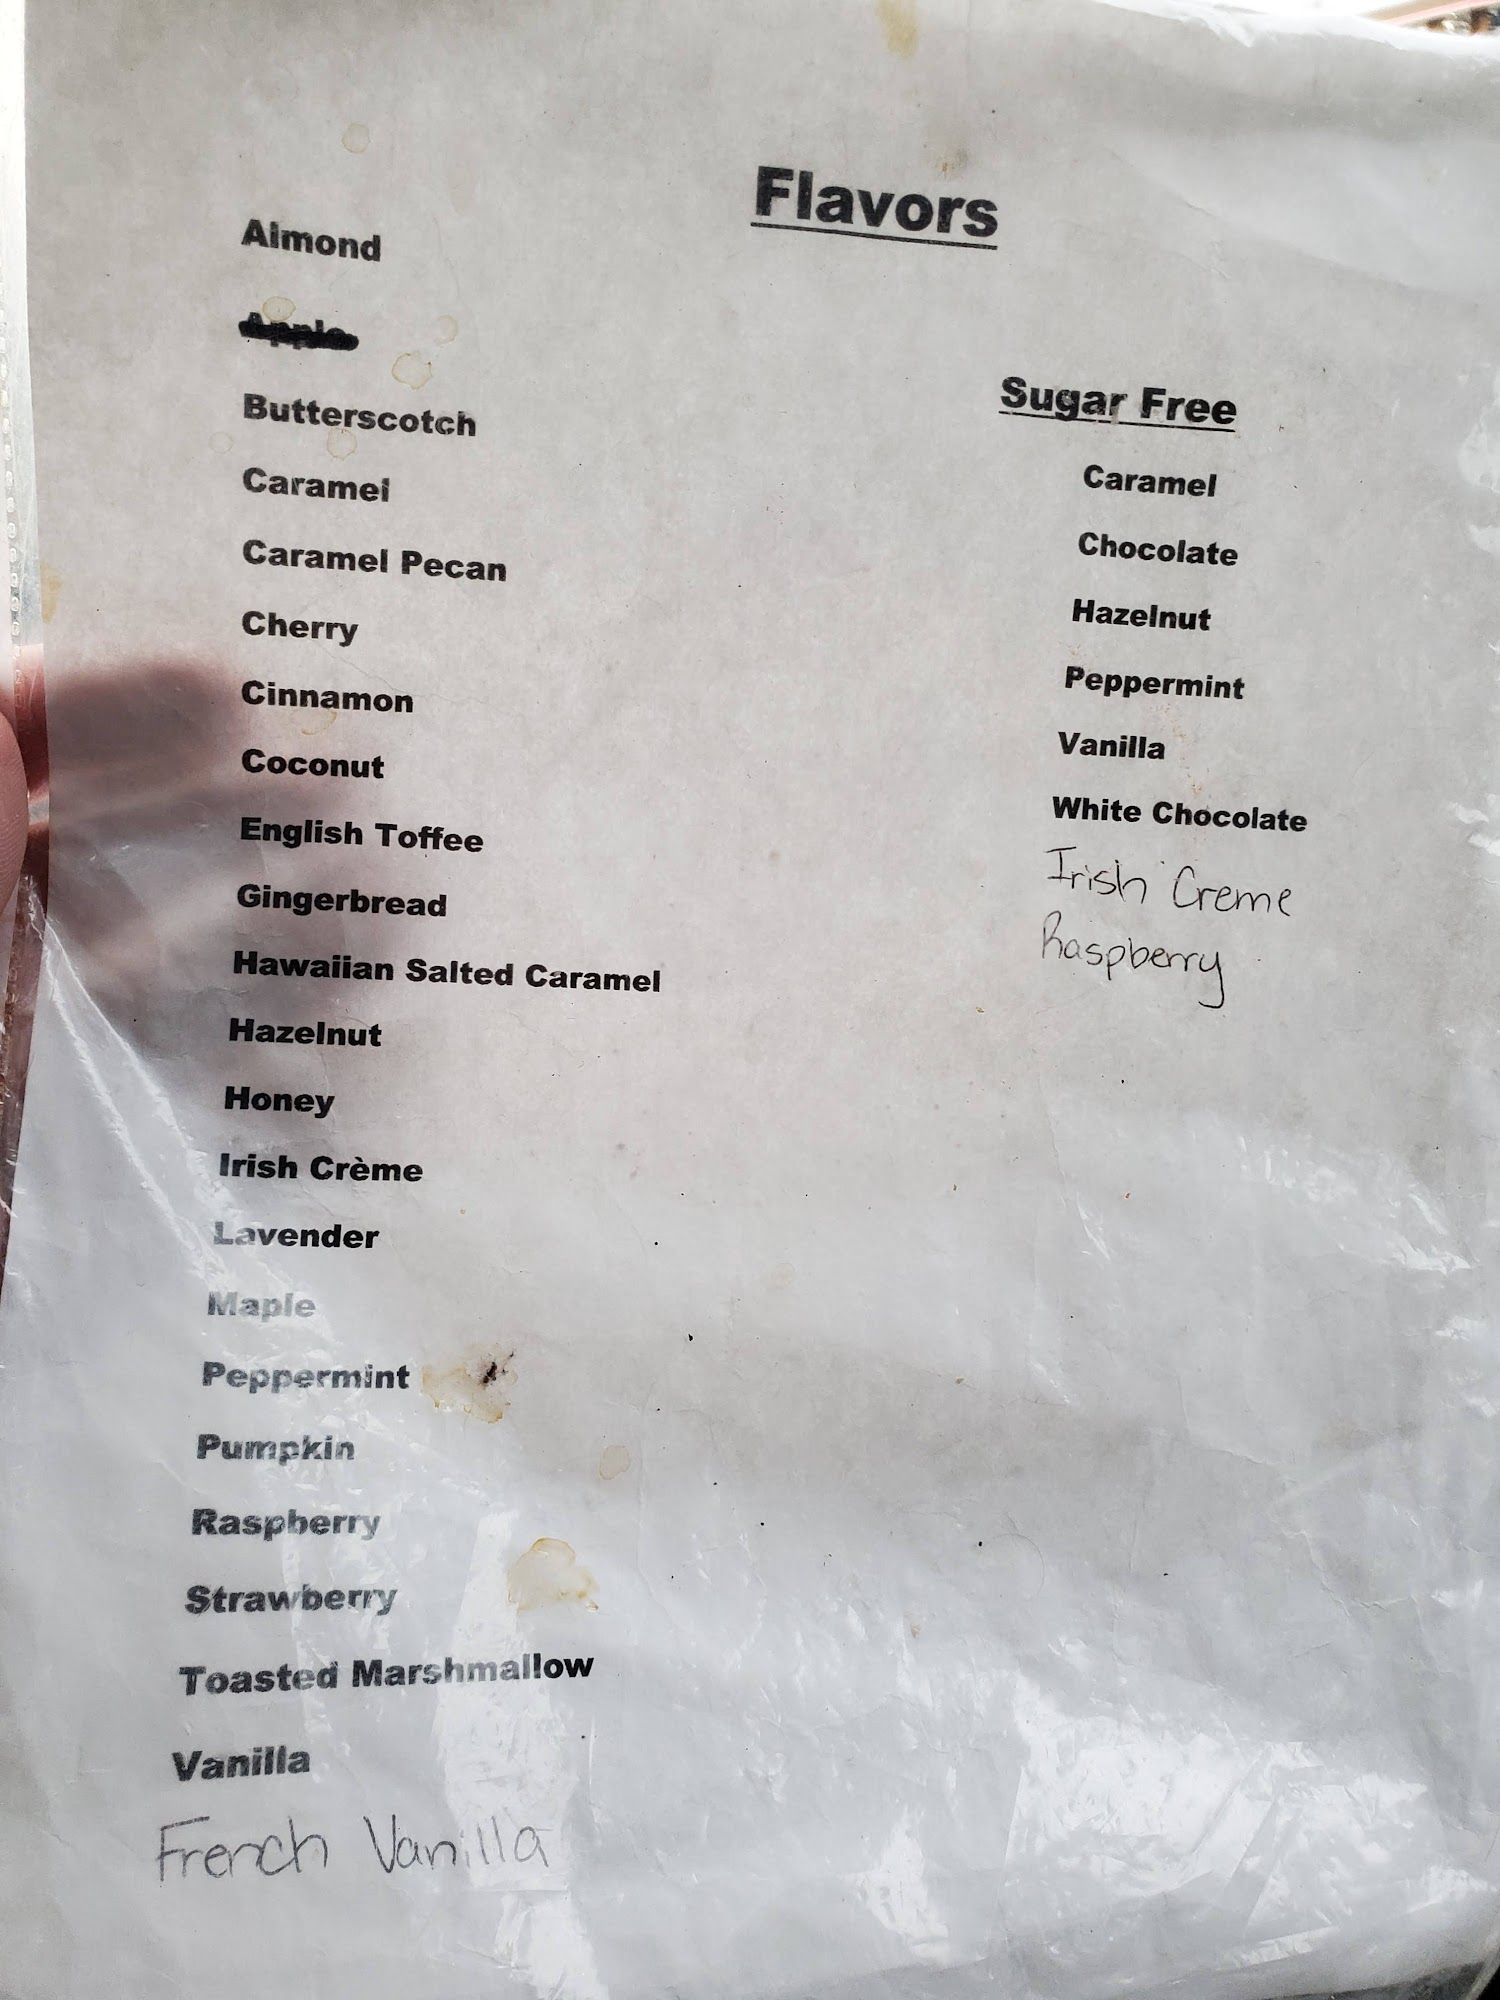 Flavors
Almond
Apple
Butterscotch
Caramel
Caramel Pecan
Cherry
Cinnamon
Coconut
English Toffee
Gingerbread
Hawaiian Salted Caramel
Hazelnut
Honey
Irish Crème
Lavender
Maple
Peppermint
Pumpkin
Raspberry
Strawberry
Toasted Marshmallow
Vanilla
French Vanilla
Sugar Free
Caramel
Chocolate
Hazelnut
Peppermint
Vanilla
White Chocolate
Irish Creme
Raspberry